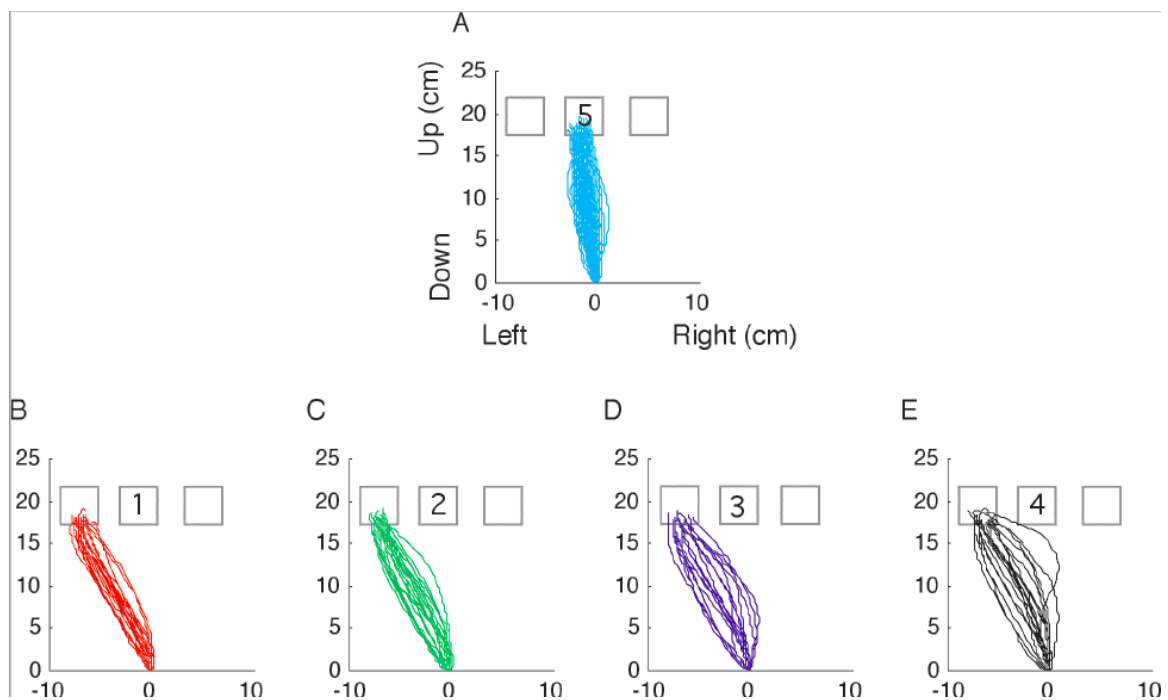 A
25
20
15
10
5
0
Up (cm)
Down
5
-10 0 10
Left Right (cm)
B C D E
25 25 25 25
20 20 20 20
15 15 15 15
10 10 10 10
5 5 5 5
0 0 0 0
1 2 3 4
-10 0 10 -10 0 10 -10 0 10 -10 0 10